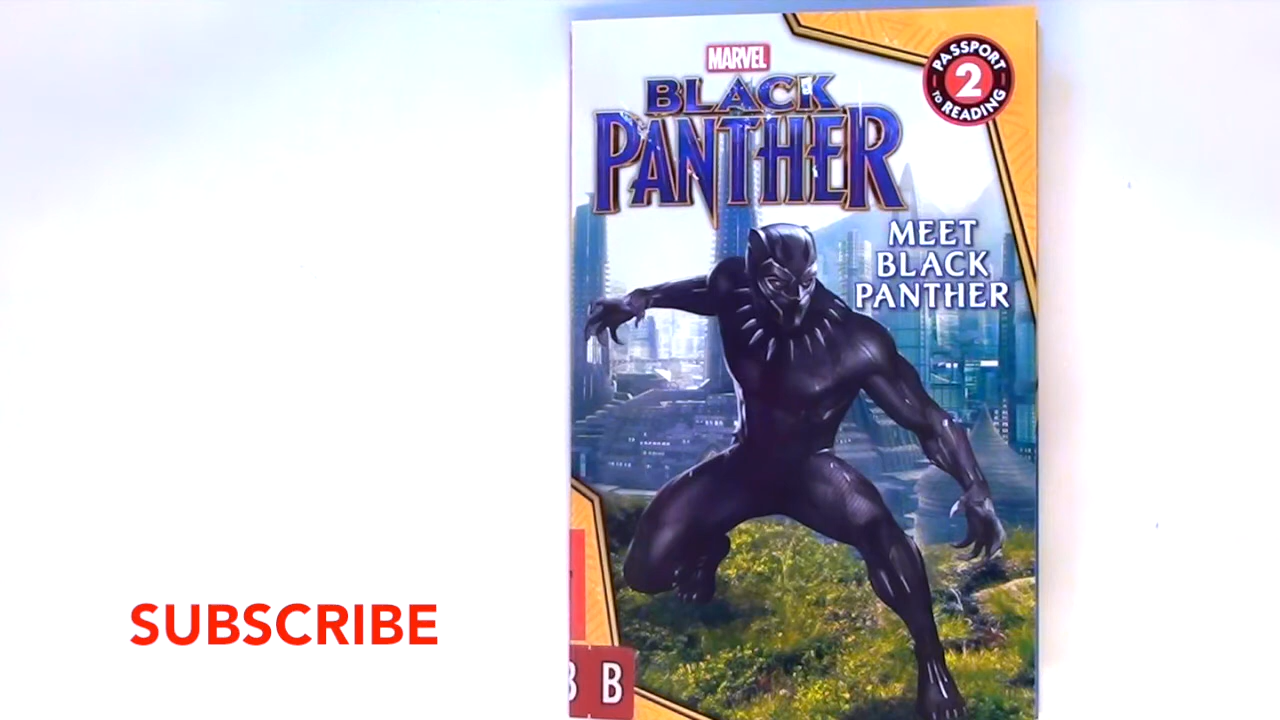 MARVEL
BLACK
PANTHER
PASSPORT
2
TO READING
MEET
BLACK
PANTHER
SUBSCRIBE
B B